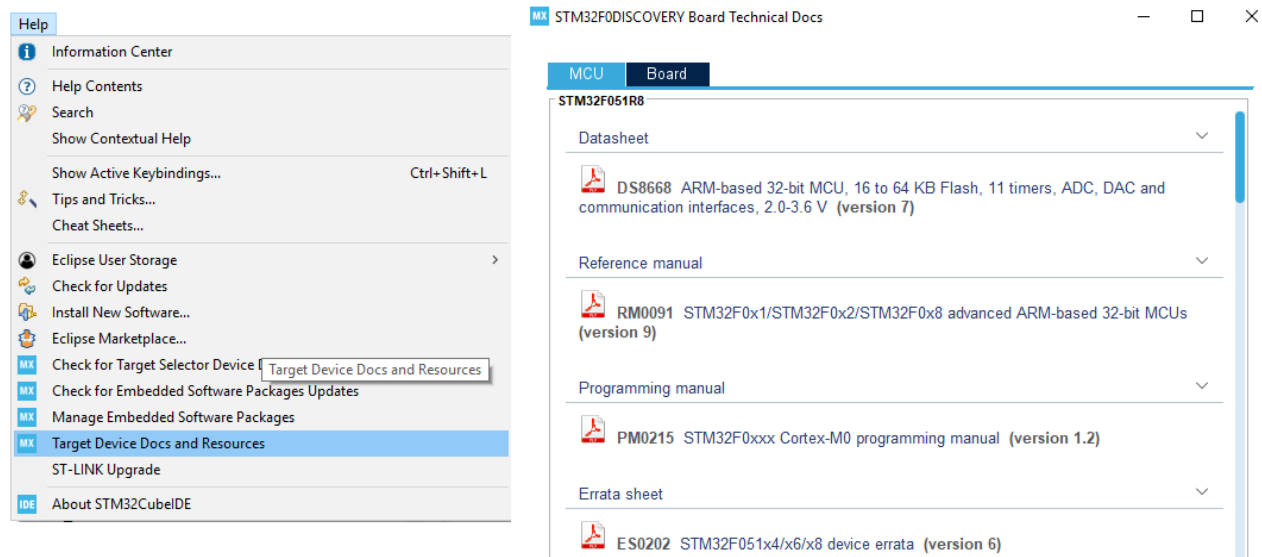 Help
Information Center
Help Contents
Search
Show Contextual Help
Show Active Keybindings... Ctrl+Shift+L
Tips and Tricks...
Cheat Sheets...
Eclipse User Storage
Check for Updates
Install New Software...
Eclipse Marketplace...
MX Check for Target Selector Device
Target Device Docs and Resources
MX Check for Embedded Software Packages Updates
MX Manage Embedded Software Packages
MX Target Device Docs and Resources
ST-LINK Upgrade
IDE About STM32CubeIDE
MX STM32F0DISCOVERY Board Technical Docs
MCU Board
STM32F051R8
Datasheet
DS8668 ARM-based 32-bit MCU, 16 to 64 KB Flash, 11 timers, ADC, DAC and
communication interfaces, 2.0-3.6 V (version 7)
Reference manual
RM0091 STM32F0x1/STM32F0x2/STM32F0x8 advanced ARM-based 32-bit MCUs
(version 9)
Programming manual
PM0215 STM32F0xxx Cortex-M0 programming manual (version 1.2)
Errata sheet
ES0202 STM32F051x4/x6/x8 device errata (version 6)